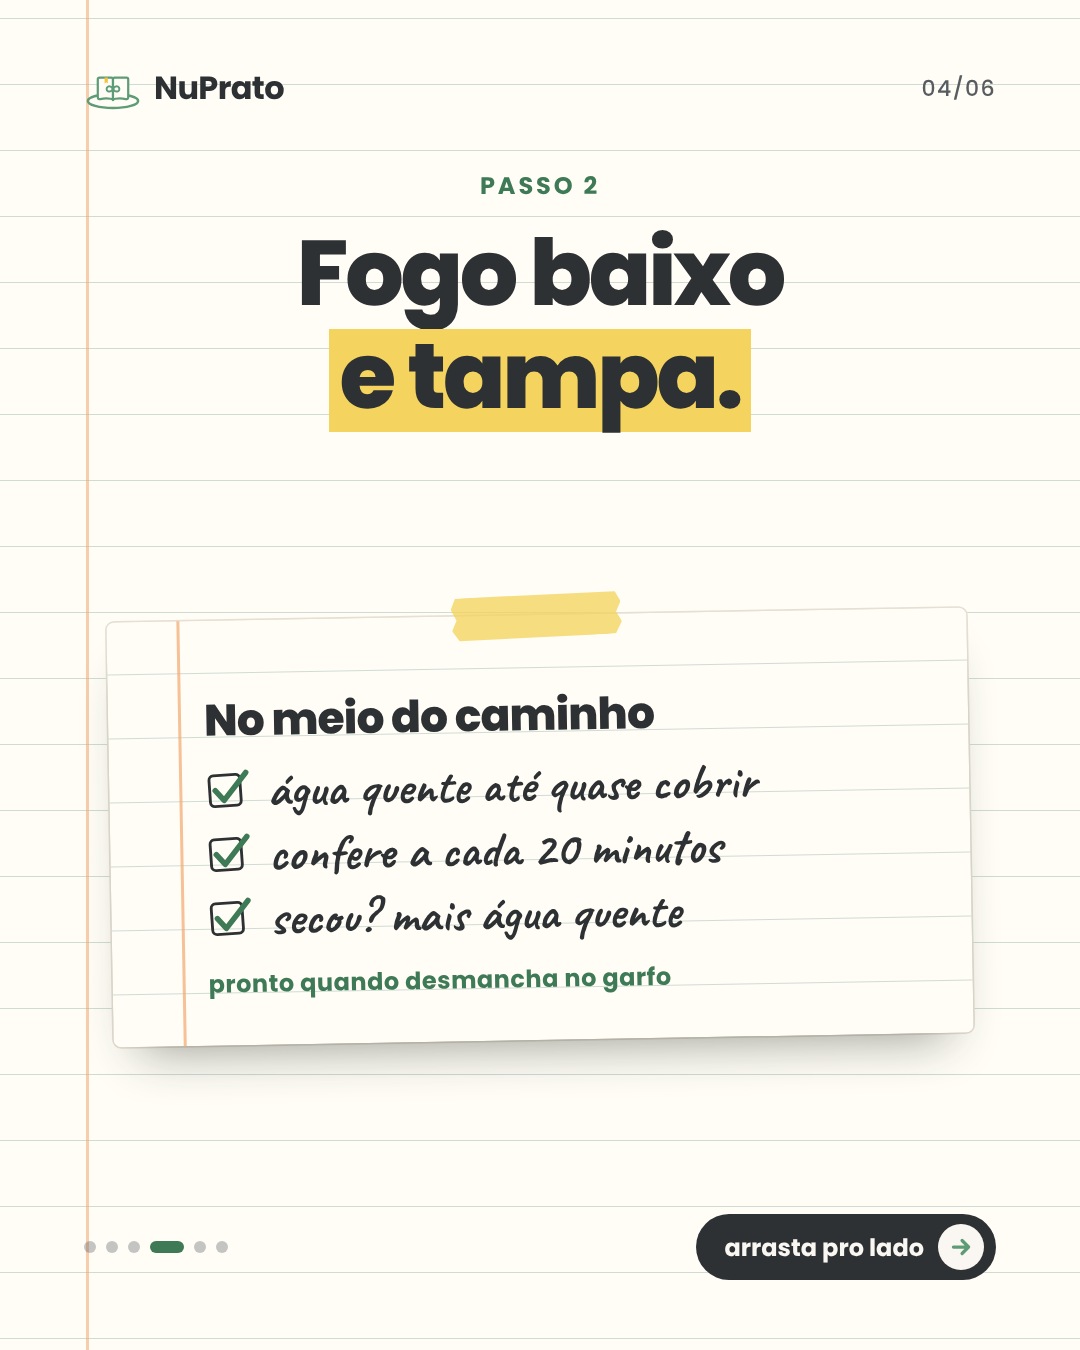 NuPrato
04/06
PASSO 2
Fogo baixo
e tampa.
No meio do caminho
água quente até quase cobrir
confere a cada 20 minutos
secou? mais água quente
pronto quando desmancha no garfo
arrasta pro lado